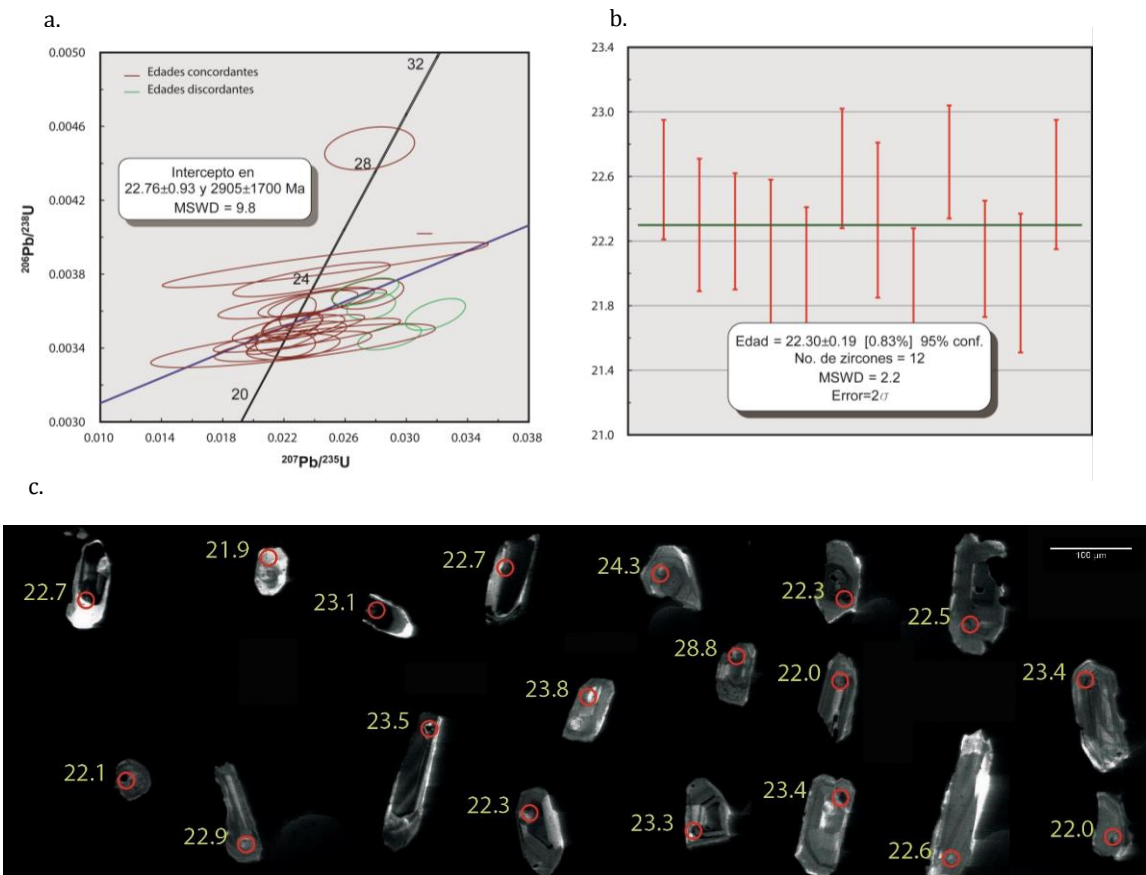 a.
b.
0.0050
0.0046
0.0042
0.0038
0.0034
0.0030
²⁰⁶Pb/²³⁸U
Edades concordantes
Edades discordantes
32
28
24
20
Intercepto en
22.76±0.93 y 2905±1700 Ma
MSWD = 9.8
0.010 0.014 0.018 0.022 0.026 0.030 0.034 0.038
²⁰⁷Pb/²³⁵U
23.4
23.0
22.6
22.2
21.8
21.4
21.0
Edad = 22.30±0.19 [0.83%] 95% conf.
No. de zircones = 12
MSWD = 2.2
Error=2σ
c.
22.7
21.9
23.1
22.7
24.3
22.3
22.5
100 µm
28.8
23.8
22.0
23.4
23.5
22.1
22.9
22.3
23.3
23.4
22.6
22.0